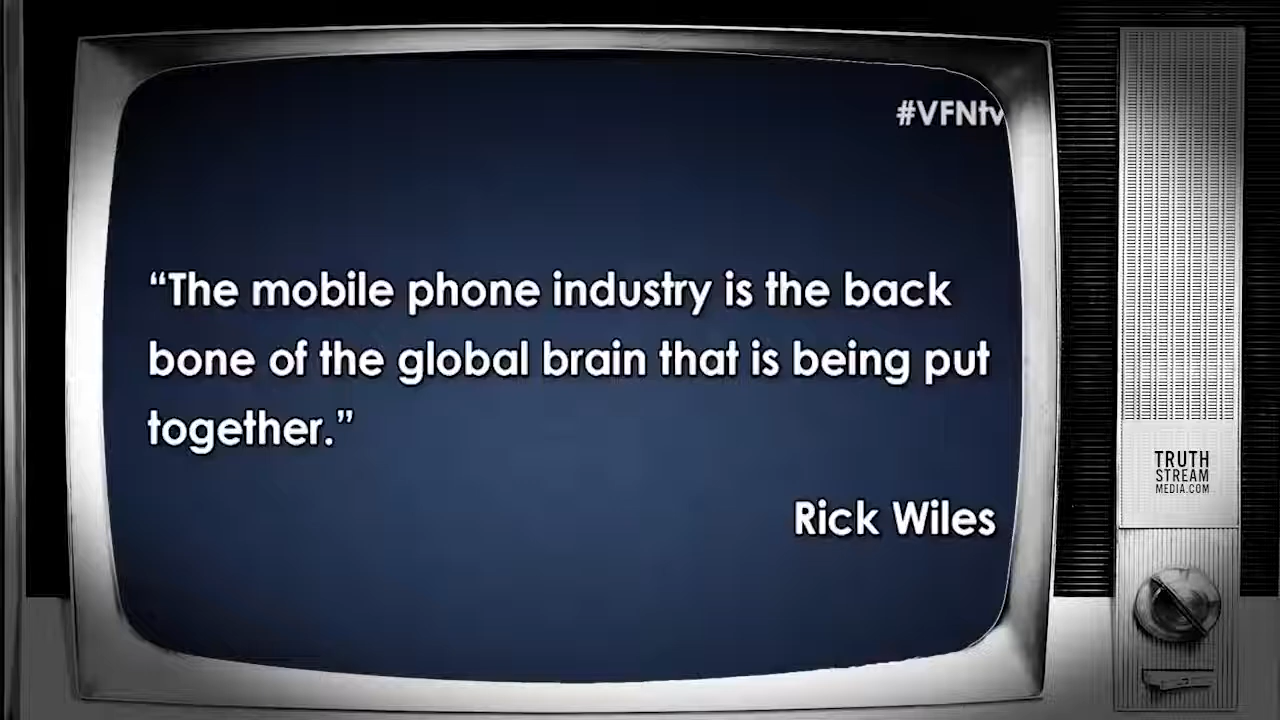 #VFNtv
“The mobile phone industry is the back
bone of the global brain that is being put
together.”
Rick Wiles
TRUTH
STREAM
MEDIA.COM